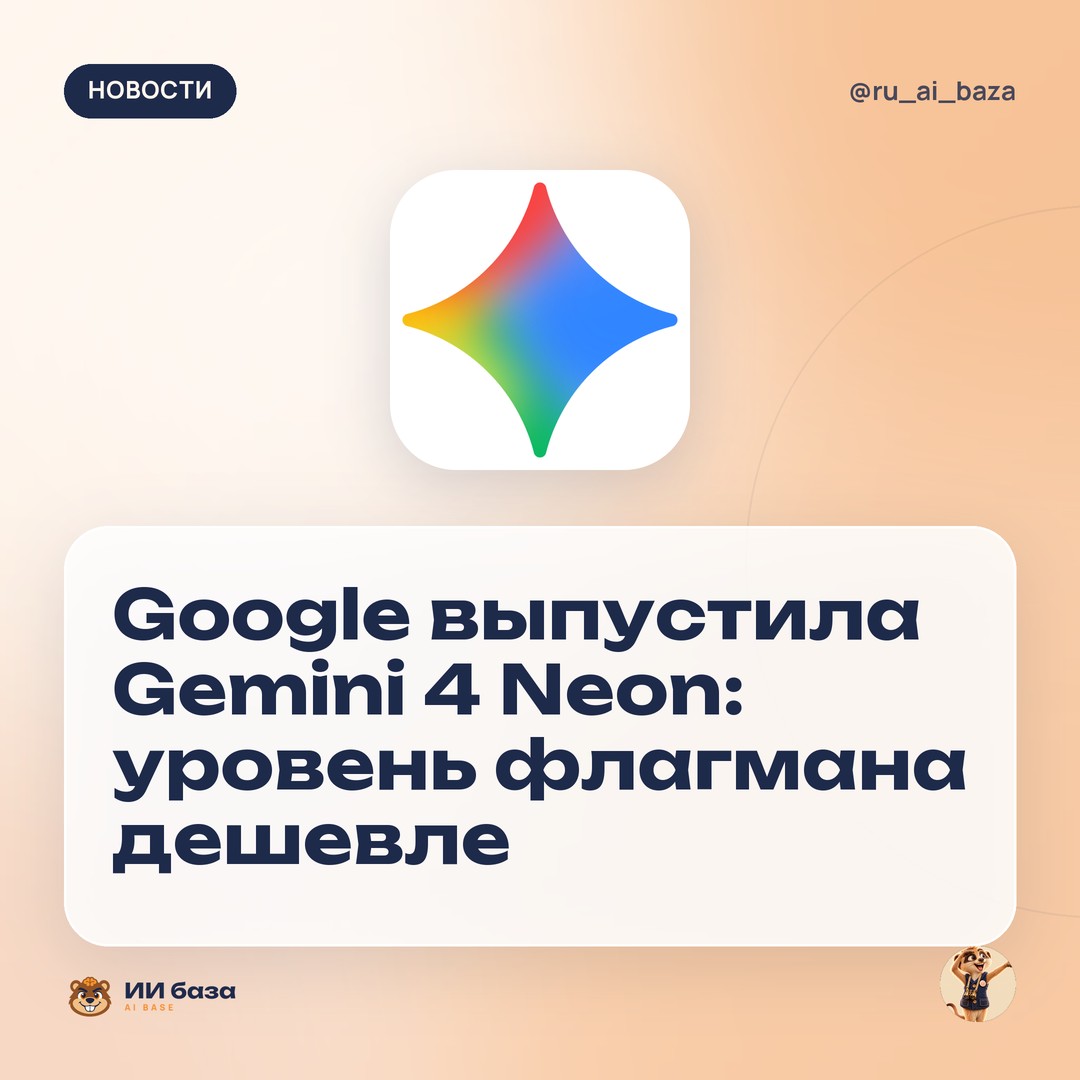 НОВОСТИ
@ru_ai_baza
Google выпустила
Gemini 4 Neon:
уровень флагмана
дешевле
ИИ база
AI BASE